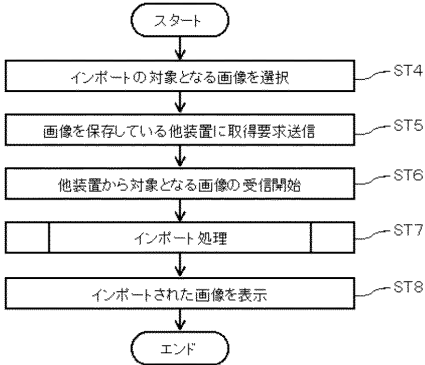 スタート
インポートの対象となる画像を選択
ST4
画像を保存している他装置に取得要求送信
ST5
他装置から対象となる画像の受信開始
ST6
インポート処理
ST7
インポートされた画像を表示
ST8
エンド